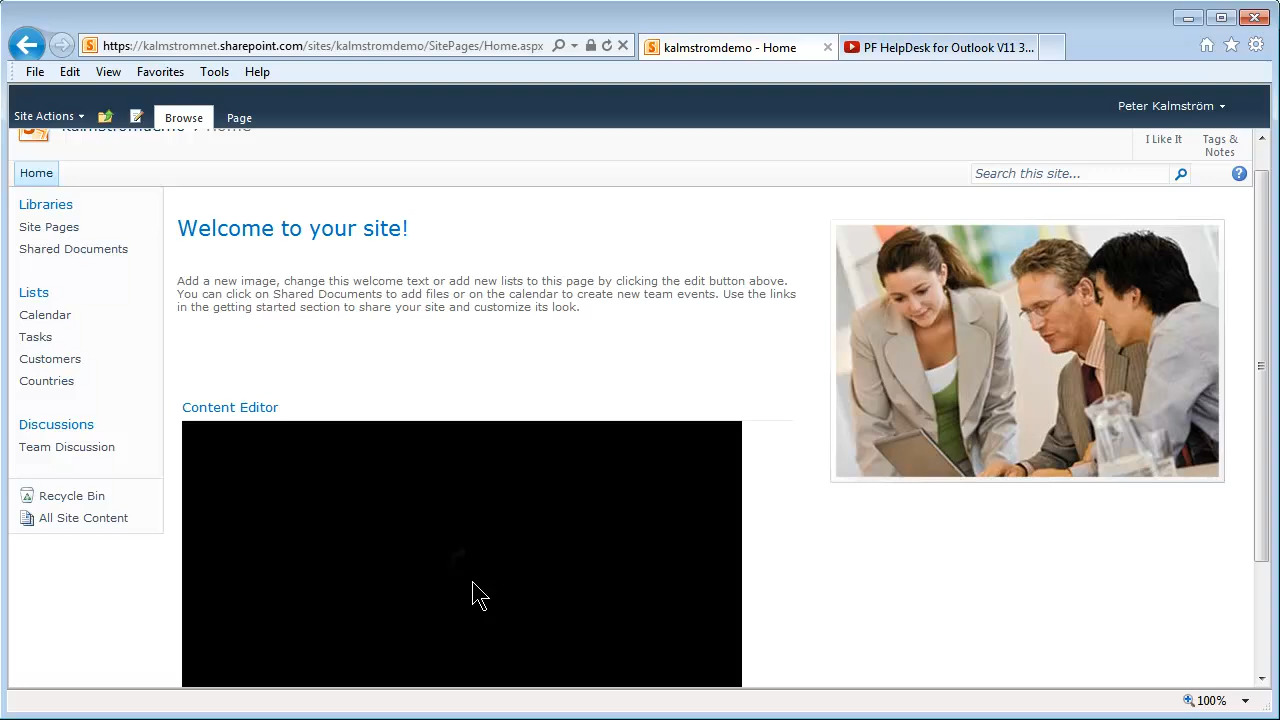 https://kalmstromnet.sharepoint.com/sites/kalmstromdemo/SitePages/Home.aspx
kalmstromdemo - Home
PF HelpDesk for Outlook V11 3...
File Edit View Favorites Tools Help
Site Actions
Browse
Page
Peter Kalmström
kalmstromdemo Home
I Like It
Tags &
Notes
Home
Search this site...
Libraries
Site Pages
Shared Documents
Lists
Calendar
Tasks
Customers
Countries
Discussions
Team Discussion
Recycle Bin
All Site Content
Welcome to your site!
Add a new image, change this welcome text or add new lists to this page by clicking the edit button above.
You can click on Shared Documents to add files or on the calendar to create new team events. Use the links
in the getting started section to share your site and customize its look.
Content Editor
100%